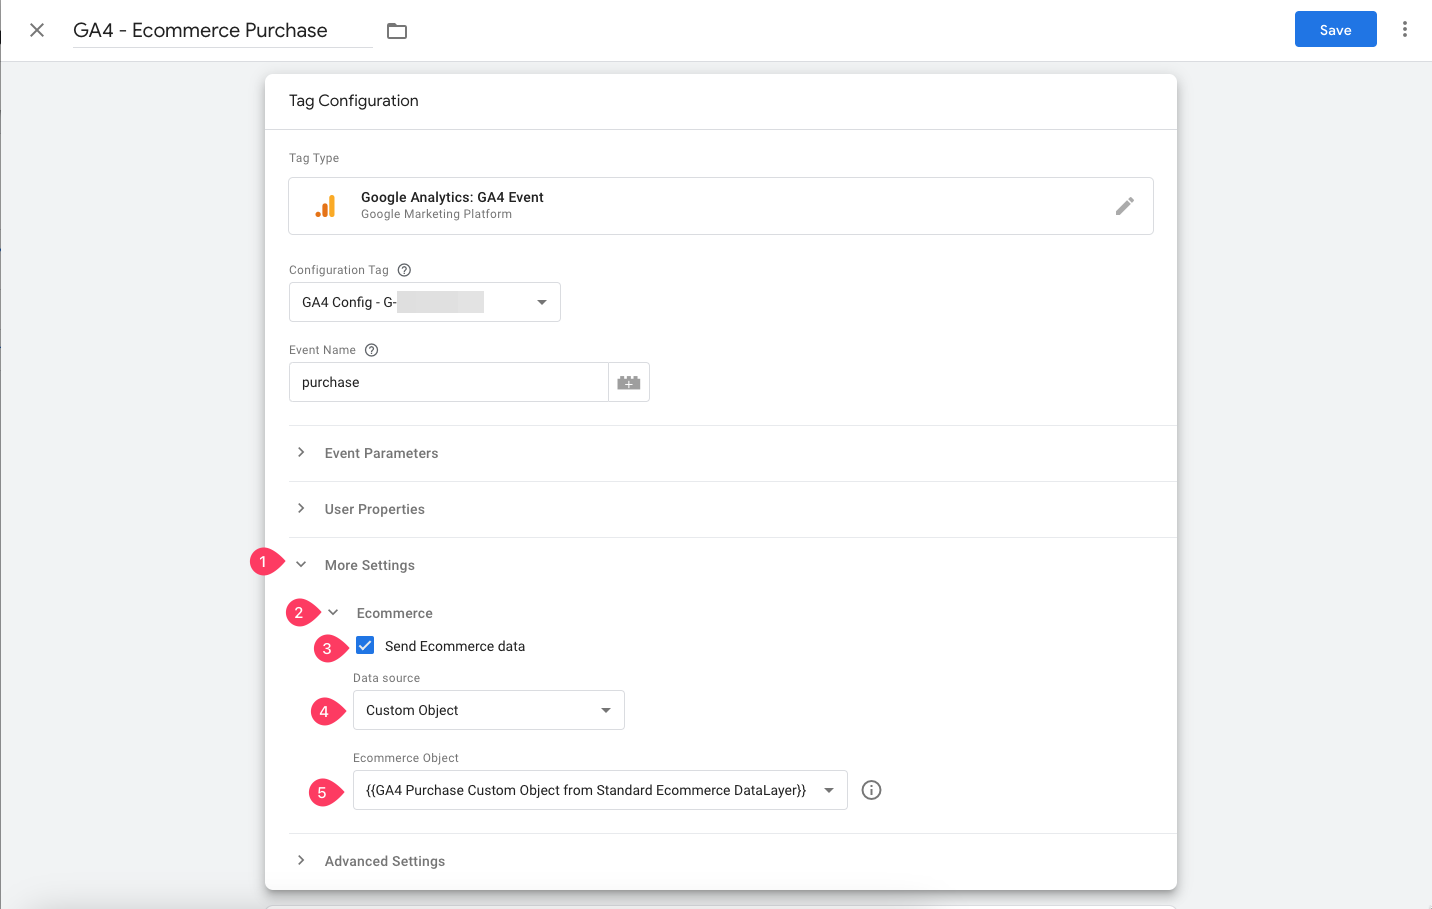 GA4 - Ecommerce Purchase
Save
Tag Configuration
Tag Type
Google Analytics: GA4 Event
Google Marketing Platform
Configuration Tag
GA4 Config - G-
Event Name
purchase
Event Parameters
User Properties
1
More Settings
2
Ecommerce
3
Send Ecommerce data
Data source
4
Custom Object
Ecommerce Object
5
{{GA4 Purchase Custom Object from Standard Ecommerce DataLayer}}
Advanced Settings